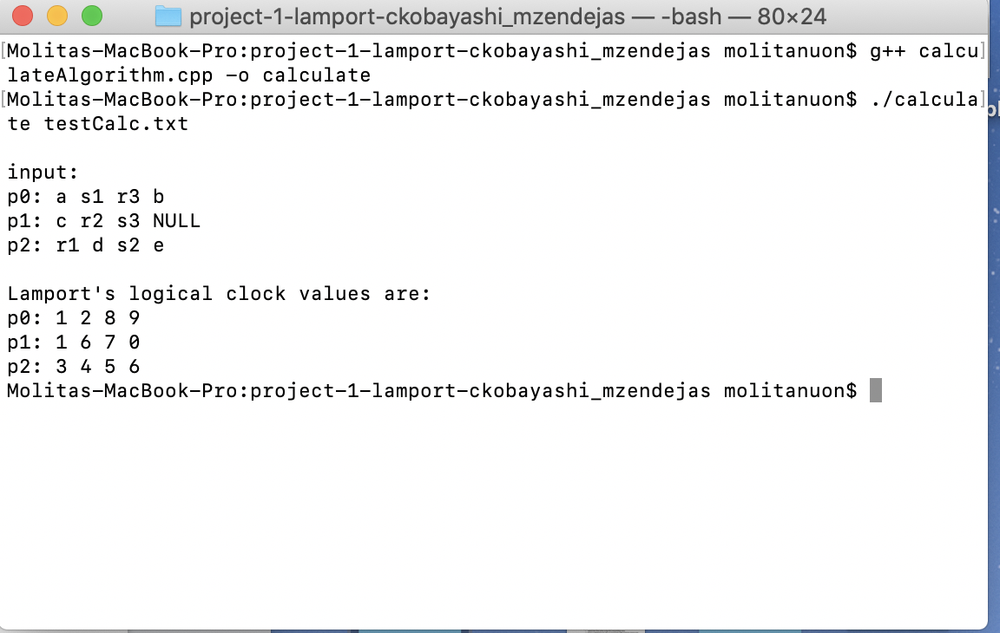 project-1-lamport-ckobayashi_mzendejas — -bash — 80×24
[Molitas-MacBook-Pro:project-1-lamport-ckobayashi_mzendejas molitanuon$ g++ calcu]
lateAlgorithm.cpp -o calculate
[Molitas-MacBook-Pro:project-1-lamport-ckobayashi_mzendejas molitanuon$ ./calcula]
te testCalc.txt
input:
p0: a s1 r3 b
p1: c r2 s3 NULL
p2: r1 d s2 e
Lamport's logical clock values are:
p0: 1 2 8 9
p1: 1 6 7 0
p2: 3 4 5 6
Molitas-MacBook-Pro:project-1-lamport-ckobayashi_mzendejas molitanuon$